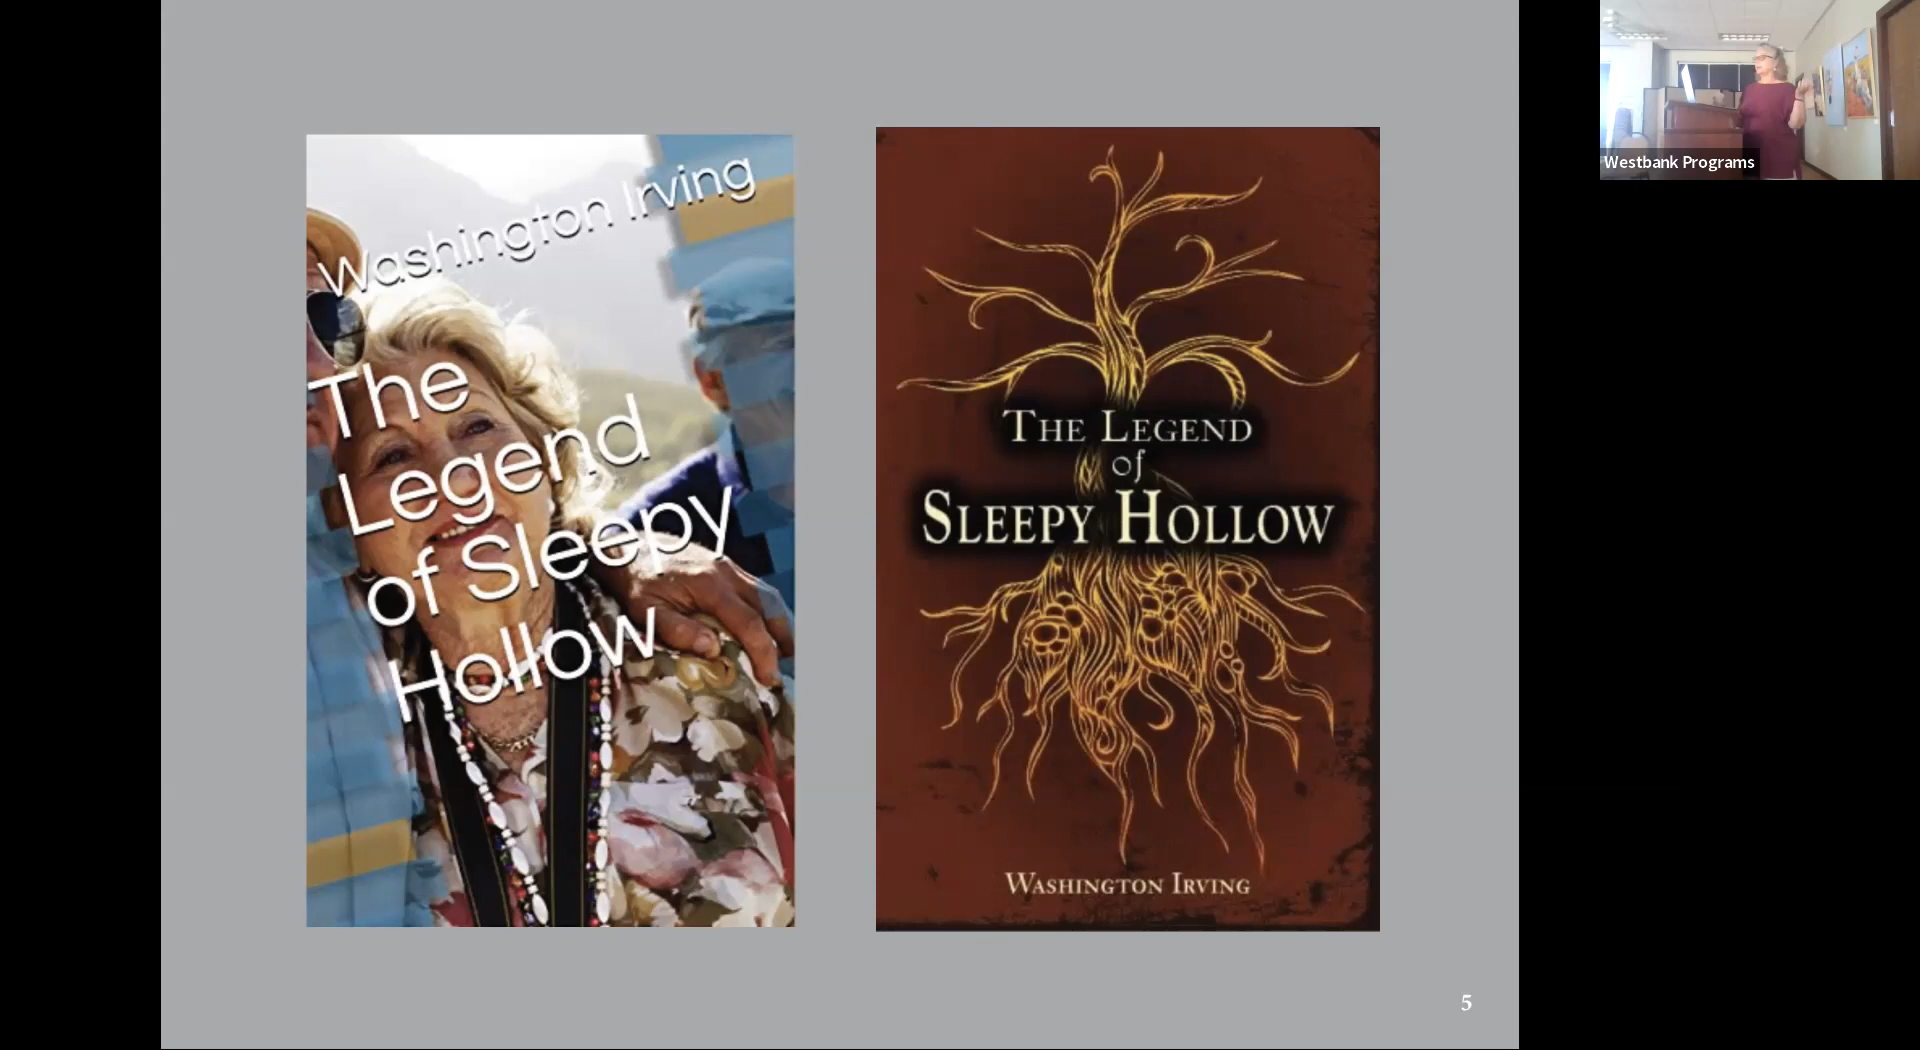 Washington Irving
The
Legend
of Sleepy
Hollow
The Legend
of
Sleepy Hollow
Washington Irving
5
Westbank Programs